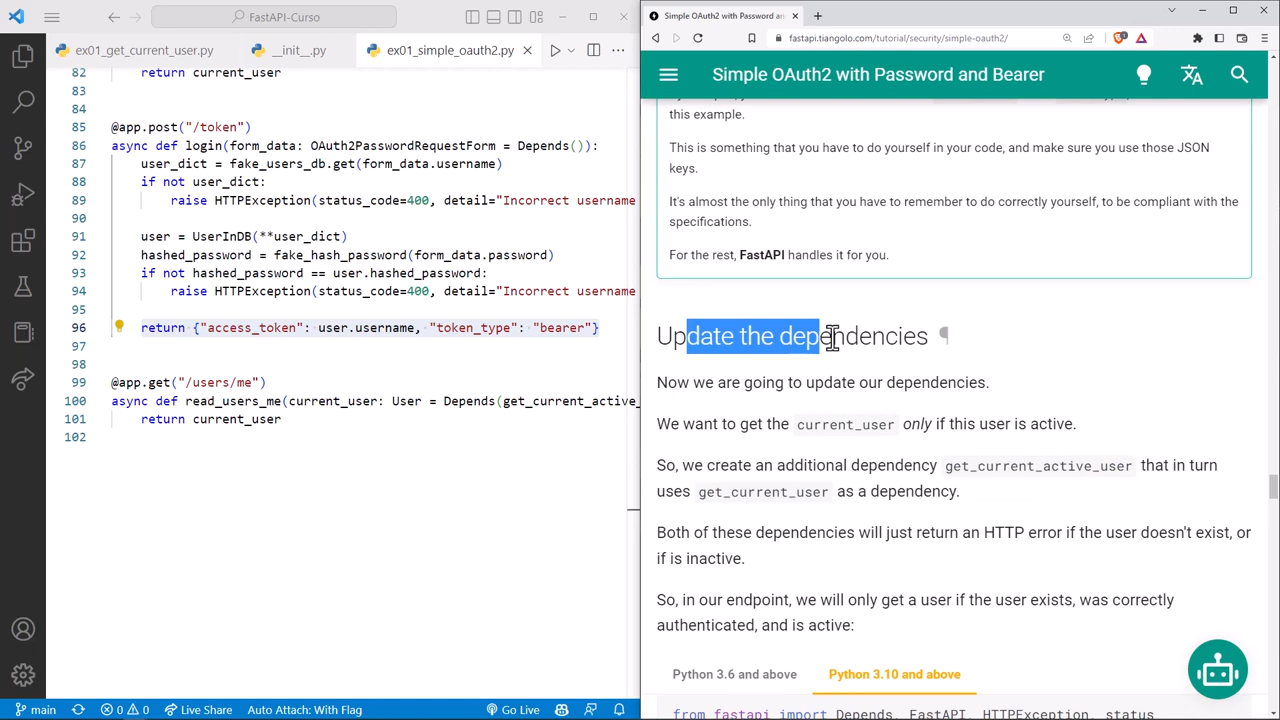 FastAPI-Curso
ex01_get_current_user.py
__init__.py
ex01_simple_oauth2.py
82 return current_user
83
84
85 @app.post("/token")
86 async def login(form_data: OAuth2PasswordRequestForm = Depends()):
87 user_dict = fake_users_db.get(form_data.username)
88 if not user_dict:
89 raise HTTPException(status_code=400, detail="Incorrect username
90
91 user = UserInDB(**user_dict)
92 hashed_password = fake_hash_password(form_data.password)
93 if not hashed_password == user.hashed_password:
94 raise HTTPException(status_code=400, detail="Incorrect username
95
96 return {"access_token": user.username, "token_type": "bearer"}
97
98
99 @app.get("/users/me")
100 async def read_users_me(current_user: User = Depends(get_current_active_
101 return current_user
102
main
0 0
Live Share
Auto Attach: With Flag
Go Live
Simple OAuth2 with Password and
fastapi.tiangolo.com/tutorial/security/simple-oauth2/
Simple OAuth2 with Password and Bearer
this example.
This is something that you have to do yourself in your code, and make sure you use those JSON
keys.
It's almost the only thing that you have to remember to do correctly yourself, to be compliant with the
specifications.
For the rest, FastAPI handles it for you.
Update the dependencies ¶
Now we are going to update our dependencies.
We want to get the current_user only if this user is active.
So, we create an additional dependency get_current_active_user that in turn
uses get_current_user as a dependency.
Both of these dependencies will just return an HTTP error if the user doesn't exist, or
if is inactive.
So, in our endpoint, we will only get a user if the user exists, was correctly
authenticated, and is active:
Python 3.6 and above
Python 3.10 and above
from fastapi import Depends, FastAPI, HTTPException, status